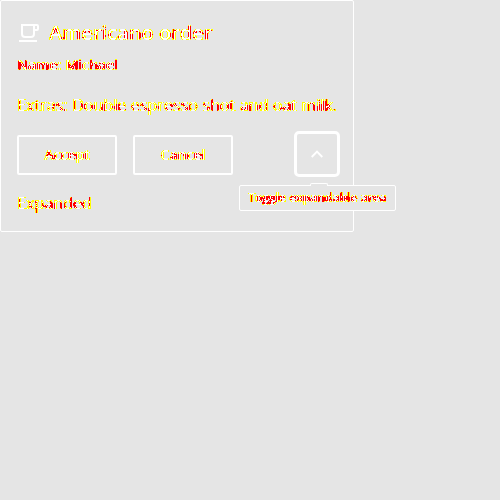 Americano order
Name: Michael
Extras: Double espresso shot and oat milk.
Accept
Cancel
Toggle expandable area
Expanded